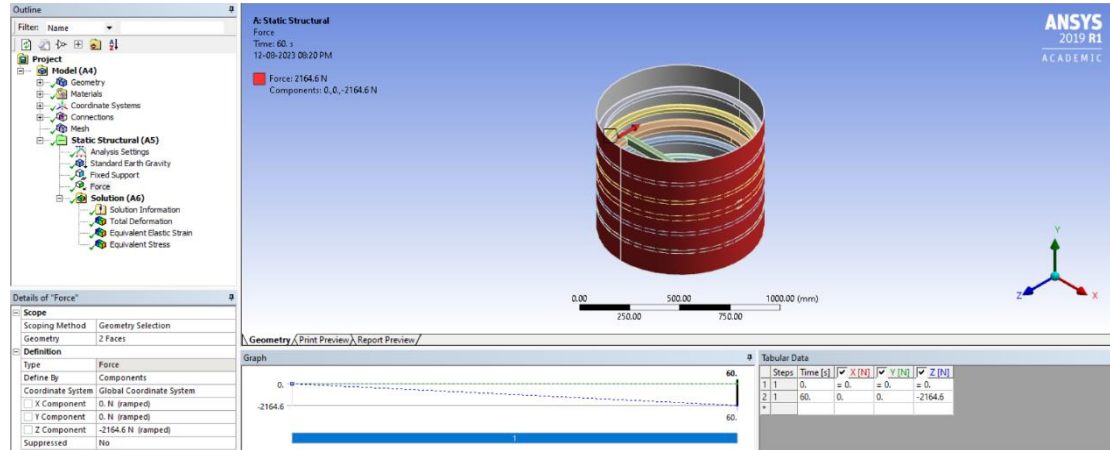 Outline
Filter: Name
Project
Model (A4)
Geometry
Materials
Coordinate Systems
Connections
Mesh
Static Structural (A5)
Analysis Settings
Standard Earth Gravity
Fixed Support
Force
Solution (A6)
Solution Information
Total Deformation
Equivalent Elastic Strain
Equivalent Stress
Details of "Force"
Scope
Scoping Method Geometry Selection
Geometry 2 Faces
Definition
Type Force
Define By Components
Coordinate System Global Coordinate System
X Component 0. N (ramped)
Y Component 0. N (ramped)
Z Component -2164.6 N (ramped)
Suppressed No
A: Static Structural
Force
Time: 60. s
12-08-2023 08:20 PM
Force: 2164.6 N
Components: 0.,0.,-2164.6 N
ANSYS
2019 R1
ACADEMIC
Y
Z X
0.00 500.00 1000.00 (mm)
250.00 750.00
Geometry Print Preview Report Preview
Graph
60.
0.
-2164.6
60.
1
Tabular Data
Steps Time [s] X [N] Y [N] Z [N]
1 1 0. = 0. = 0. = 0.
2 1 60. 0. 0. -2164.6
*